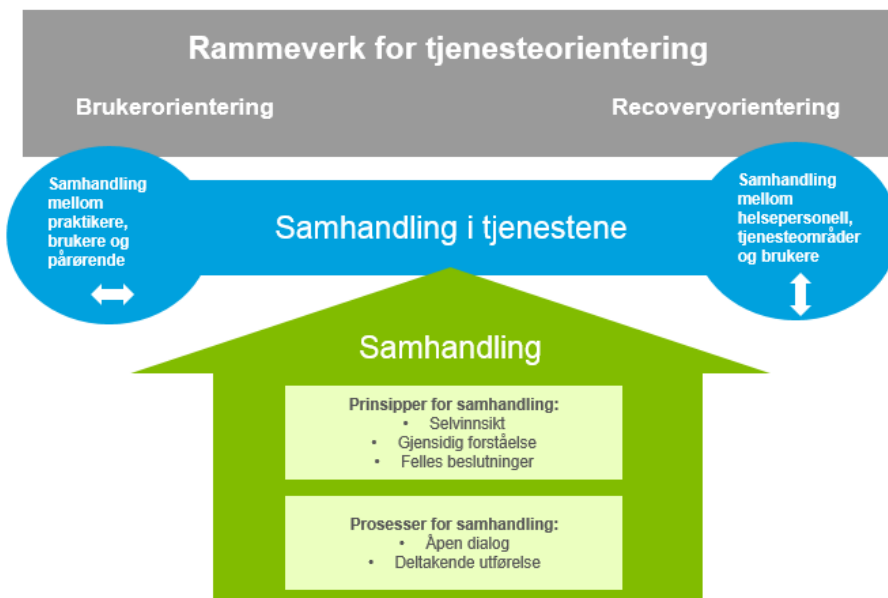 Rammeverk for tjenesteorientering
Brukerorientering
Recoveryorientering
Samhandling
mellom
praktikere,
brukere og
pårørende
Samhandling i tjenestene
Samhandling
mellom
helsepersonell,
tjenesteområder
og brukere
Samhandling
Prinsipper for samhandling:
• Selvinnsikt
• Gjensidig forståelse
• Felles beslutninger
Prosesser for samhandling:
• Åpen dialog
• Deltakende utførelse